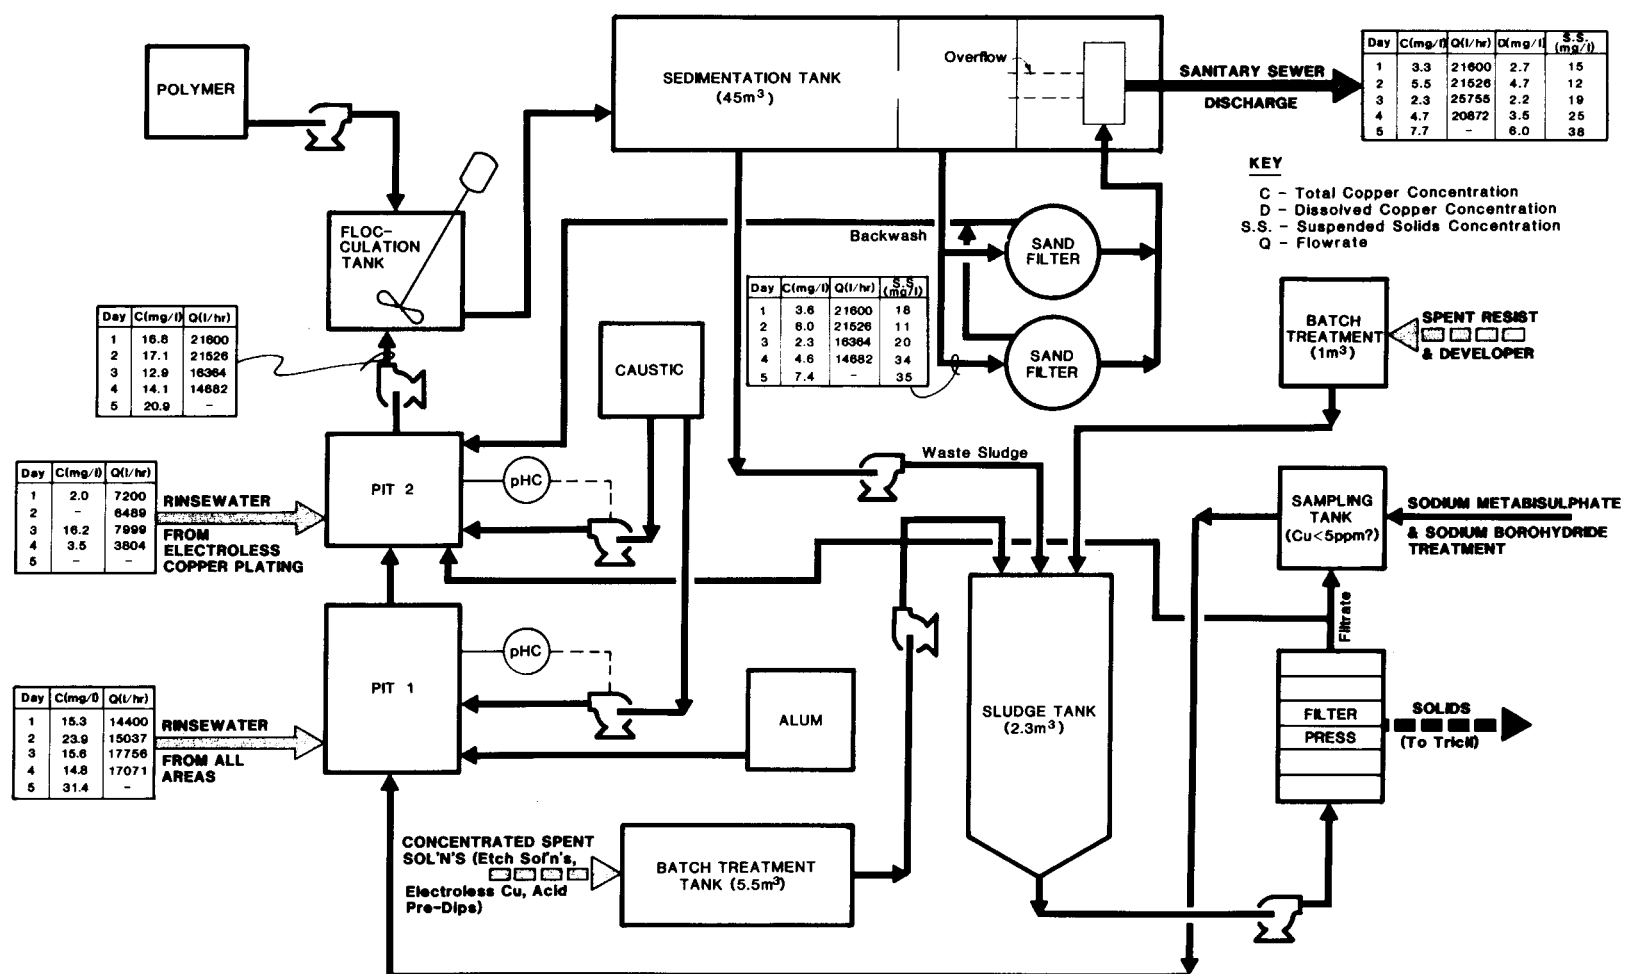 POLYMER
SEDIMENTATION TANK
(45m³)
Overflow
SANITARY SEWER
DISCHARGE
Day C(mg/l) Q(l/hr) D(mg/l) S.S. (mg/l)
1 3.3 21600 2.7 15
2 5.5 21526 4.7 12
3 2.3 25755 2.2 19
4 4.7 20872 3.5 25
5 7.7 - 6.0 38
KEY
C - Total Copper Concentration
D - Dissolved Copper Concentration
S.S. - Suspended Solids Concentration
Q - Flowrate
FLOC-
CULATION
TANK
Backwash
SAND
FILTER
SAND
FILTER
Day C(mg/l) Q(l/hr) S.S. (mg/l)
1 3.6 21600 18
2 6.0 21526 11
3 2.3 16364 20
4 4.6 14682 34
5 7.4 - 35
BATCH
TREATMENT
(1m³)
SPENT RESIST
& DEVELOPER
Day C(mg/l) Q(l/hr)
1 16.8 21600
2 17.1 21526
3 12.9 16364
4 14.1 14682
5 20.9 -
CAUSTIC
Day C(mg/l) Q(l/hr)
1 2.0 7200
2 - 6489
3 16.2 7999
4 3.5 3804
5 - -
RINSEWATER
FROM
ELECTROLESS
COPPER PLATING
PIT 2
pHC
Waste Sludge
SAMPLING
TANK
(Cu<5ppm?)
SODIUM METABISULPHATE
& SODIUM BOROHYDRIDE
TREATMENT
Filtrate
Day C(mg/l) Q(l/hr)
1 15.3 14400
2 23.9 15037
3 15.6 17756
4 14.8 17071
5 31.4 -
RINSEWATER
FROM ALL
AREAS
PIT 1
pHC
ALUM
SLUDGE TANK
(2.3m³)
FILTER
PRESS
SOLIDS
(To Tricil)
CONCENTRATED SPENT
SOL'N'S (Etch Sol'n's,
Electroless Cu, Acid
Pre-Dips)
BATCH TREATMENT
TANK (5.5m³)